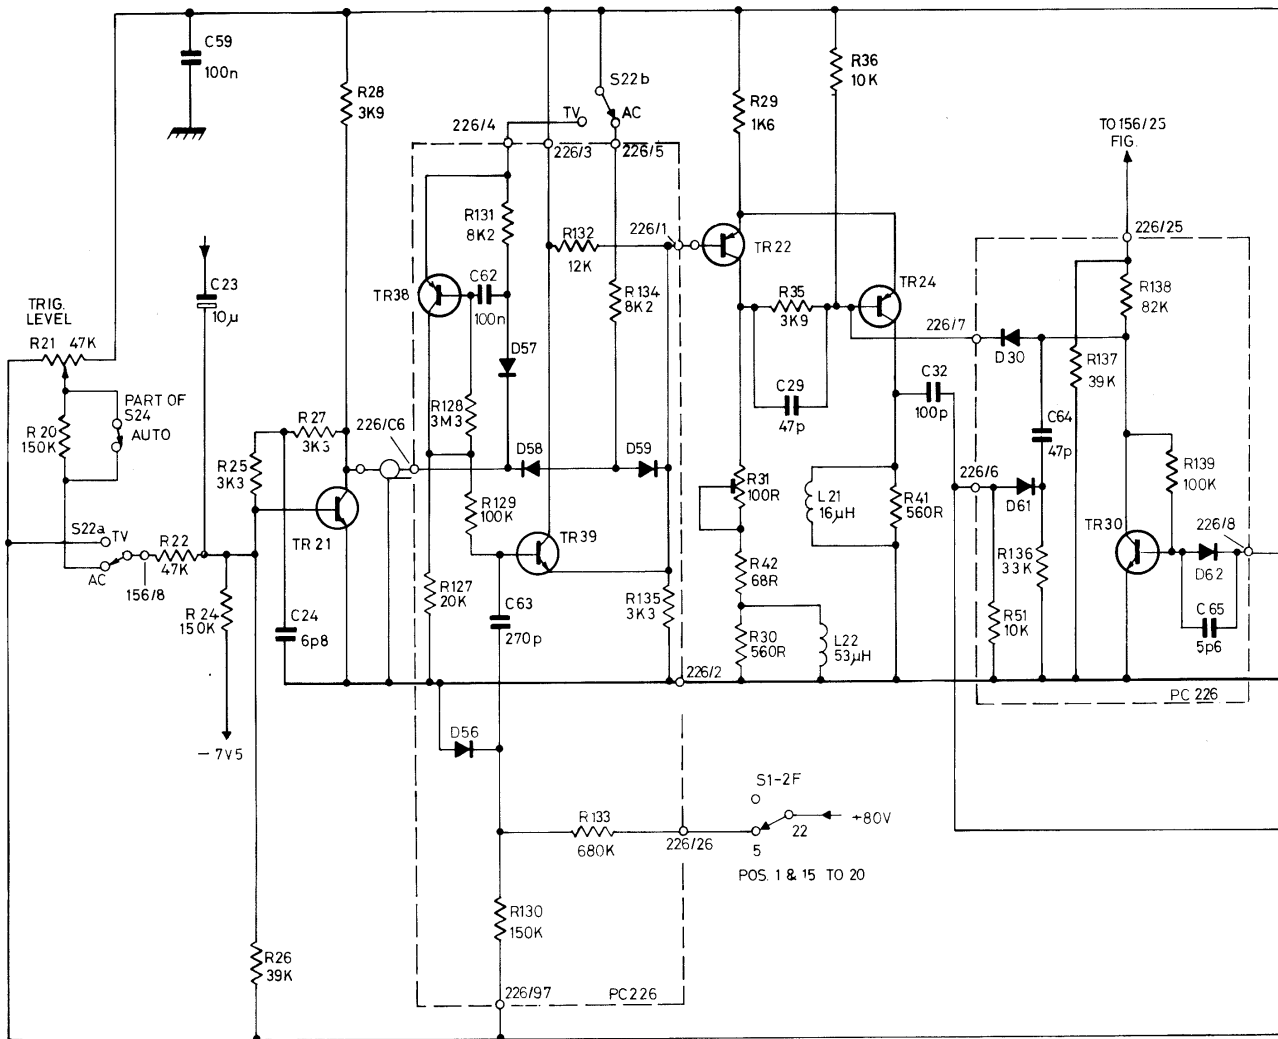 C59
100n
R28
3K9
S22b
TV
AC
226/4
226/3
226/5
R36
10K
R29
1K6
TO 156/25
FIG.
226/25
R131
8K2
R132
12K
226/1
TR22
C23
10µ
TR38
C62
100n
R134
8K2
R35
3K9
TR24
R138
82K
TRIG.
LEVEL
R21 47K
D57
226/7
D30
R137
39K
PART OF
S24
AUTO
R20
150K
R27
3K3
226/C6
R128
3M3
C29
47p
C32
100p
C64
47p
R25
3K3
D58
D59
R139
100K
R31
100R
L21
16µH
R41
560R
226/6
D61
S22a
TV
AC
R22
47K
156/8
TR21
R129
100K
TR39
TR30
226/8
D62
R42
68R
R136
33K
R24
150K
C24
6p8
R127
20K
C63
270p
R135
3K3
R30
560R
L22
53µH
R51
10K
C65
5p6
226/2
PC 226
– 7V5
D56
S1-2F
R133
680K
226/26
5
22
+80V
POS. 1 & 15 TO 20
R130
150K
R26
39K
226/97
PC226